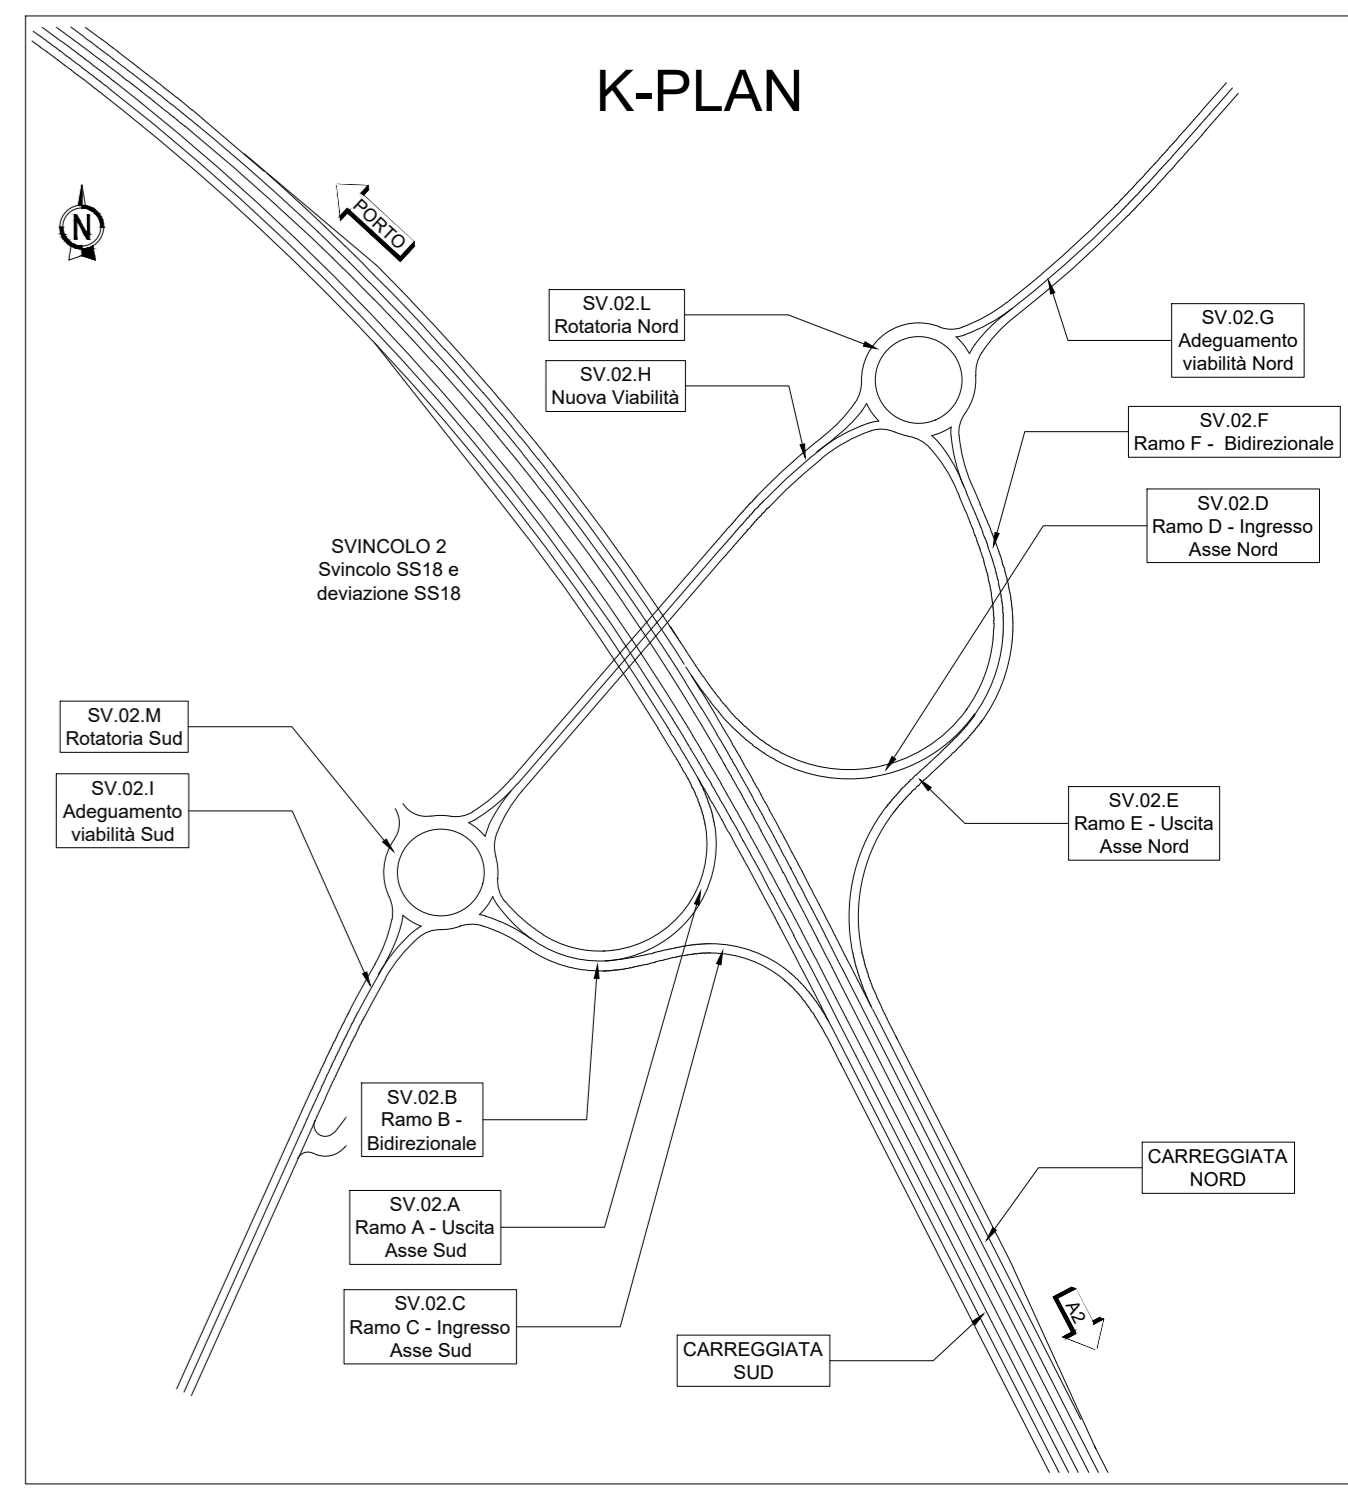 K-PLAN
N
PORTO
SV.02.L
Rotatoria Nord
SV.02.G
Adeguamento
viabilità Nord
SV.02.H
Nuova Viabilità
SV.02.F
Ramo F -  Bidirezionale
SV.02.D
Ramo D - Ingresso
Asse Nord
SVINCOLO 2
Svincolo SS18 e
deviazione SS18
SV.02.M
Rotatoria Sud
SV.02.I
Adeguamento
viabilità Sud
SV.02.E
Ramo E - Uscita
Asse Nord
SV.02.B
Ramo B -
Bidirezionale
CARREGGIATA
NORD
SV.02.A
Ramo A - Uscita
Asse Sud
SV.02.C
Ramo C - Ingresso
Asse Sud
A2
CARREGGIATA
SUD